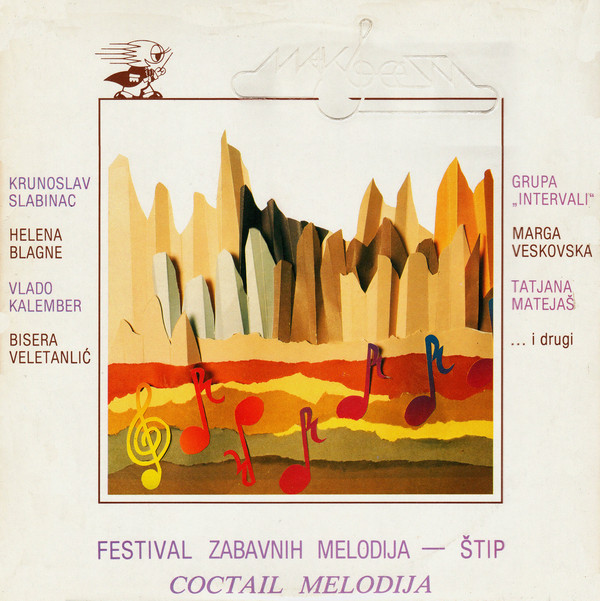 KRUNOSLAV
SLABINAC
HELENA
BLAGNE
VLADO
KALEMBER
BISERA
VELETANLIĆ
GRUPA
„INTERVALI“
MARGA
VESKOVSKA
TATJANA
MATEJAŠ
... i drugi
FESTIVAL ZABAVNIH MELODIJA — ŠTIP
COCTAIL MELODIJA